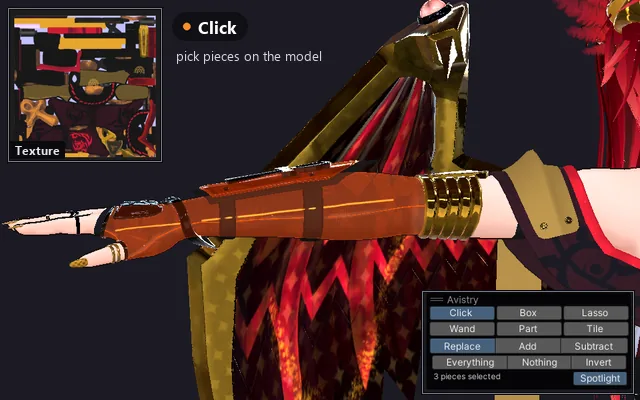 Click
pick pieces on the model
Texture
Avistry
Click Box Lasso
Wand Part Tile
Replace Add Subtract
Everything Nothing Invert
3 pieces selected Spotlight